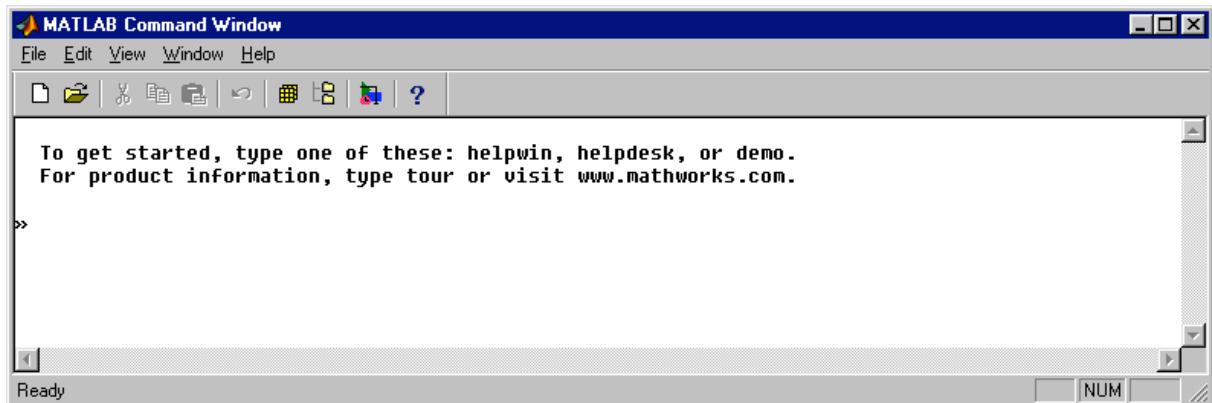 MATLAB Command Window
File Edit View Window Help
?
To get started, type one of these: helpwin, helpdesk, or demo.
For product information, type tour or visit www.mathworks.com.
»
Ready NUM